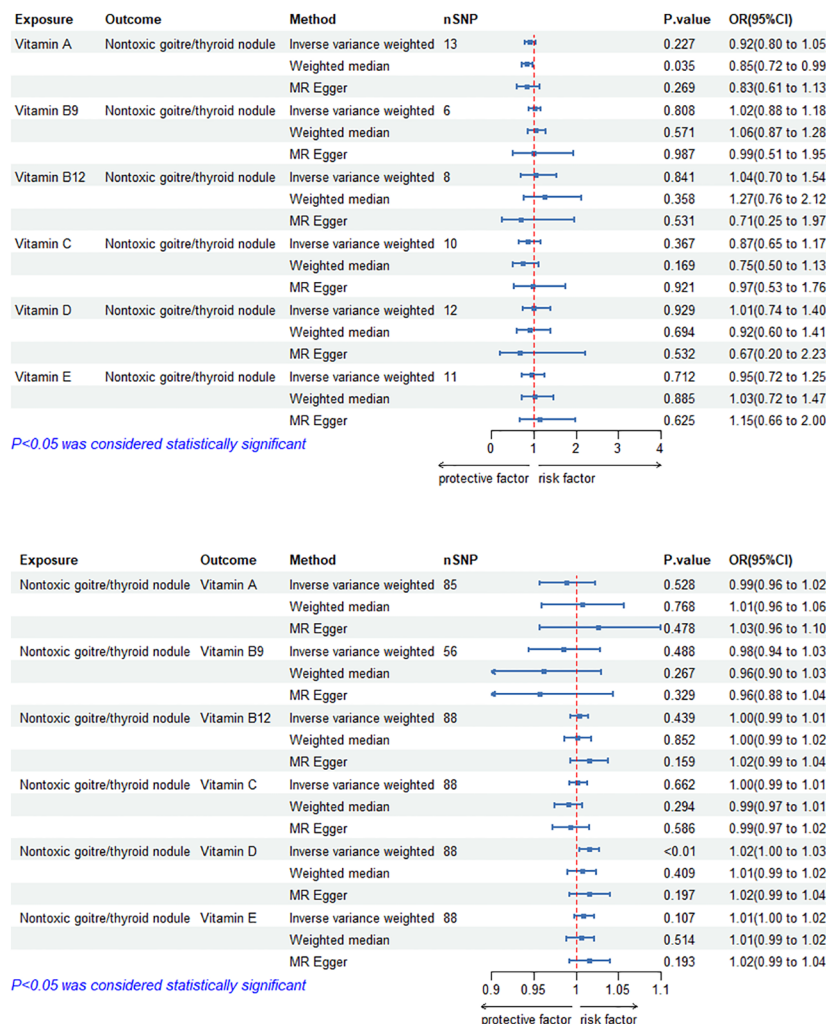 Exposure Outcome Method nSNP P.value OR(95%CI)
Vitamin A Nontoxic goitre/thyroid nodule Inverse variance weighted 13 0.227 0.92(0.80 to 1.05
Weighted median 0.035 0.85(0.72 to 0.99
MR Egger 0.269 0.83(0.61 to 1.13
Vitamin B9 Nontoxic goitre/thyroid nodule Inverse variance weighted 6 0.808 1.02(0.88 to 1.18
Weighted median 0.571 1.06(0.87 to 1.28
MR Egger 0.987 0.99(0.51 to 1.95
Vitamin B12 Nontoxic goitre/thyroid nodule Inverse variance weighted 8 0.841 1.04(0.70 to 1.54
Weighted median 0.358 1.27(0.76 to 2.12
MR Egger 0.531 0.71(0.25 to 1.97
Vitamin C Nontoxic goitre/thyroid nodule Inverse variance weighted 10 0.367 0.87(0.65 to 1.17
Weighted median 0.169 0.75(0.50 to 1.13
MR Egger 0.921 0.97(0.53 to 1.76
Vitamin D Nontoxic goitre/thyroid nodule Inverse variance weighted 12 0.929 1.01(0.74 to 1.40
Weighted median 0.694 0.92(0.60 to 1.41
MR Egger 0.532 0.67(0.20 to 2.23
Vitamin E Nontoxic goitre/thyroid nodule Inverse variance weighted 11 0.712 0.95(0.72 to 1.25
Weighted median 0.885 1.03(0.72 to 1.47
MR Egger 0.625 1.15(0.66 to 2.00
P<0.05 was considered statistically significant
0 1 2 3 4
protective factor risk factor
Exposure Outcome Method nSNP P.value OR(95%CI)
Nontoxic goitre/thyroid nodule Vitamin A Inverse variance weighted 85 0.528 0.99(0.96 to 1.02
Weighted median 0.768 1.01(0.96 to 1.06
MR Egger 0.478 1.03(0.96 to 1.10
Nontoxic goitre/thyroid nodule Vitamin B9 Inverse variance weighted 56 0.488 0.98(0.94 to 1.03
Weighted median 0.267 0.96(0.90 to 1.03
MR Egger 0.329 0.96(0.88 to 1.04
Nontoxic goitre/thyroid nodule Vitamin B12 Inverse variance weighted 88 0.439 1.00(0.99 to 1.01
Weighted median 0.852 1.00(0.99 to 1.02
MR Egger 0.159 1.02(0.99 to 1.04
Nontoxic goitre/thyroid nodule Vitamin C Inverse variance weighted 88 0.662 1.00(0.99 to 1.01
Weighted median 0.294 0.99(0.97 to 1.01
MR Egger 0.586 0.99(0.97 to 1.02
Nontoxic goitre/thyroid nodule Vitamin D Inverse variance weighted 88 <0.01 1.02(1.00 to 1.03
Weighted median 0.409 1.01(0.99 to 1.02
MR Egger 0.197 1.02(0.99 to 1.04
Nontoxic goitre/thyroid nodule Vitamin E Inverse variance weighted 88 0.107 1.01(1.00 to 1.02
Weighted median 0.514 1.01(0.99 to 1.02
MR Egger 0.193 1.02(0.99 to 1.04
P<0.05 was considered statistically significant
0.9 0.95 1 1.05 1.1
protective factor risk factor